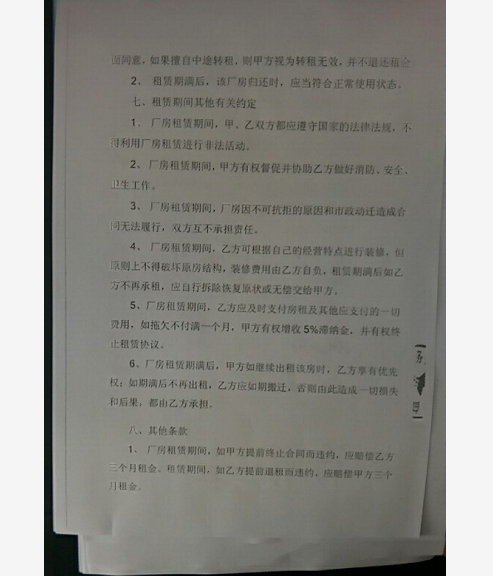 面同意，如果擅自中途转租，则甲方视为转租无效，并不退还租金
2、 租赁期满后，该厂房归还时，应当符合正常使用状态。
七、租赁期间其他有关约定
1、 厂房租赁期间，甲、乙双方都应遵守国家的法律法规，不
得利用厂房租赁进行非法活动。
2、 厂房租赁期间，甲方有权督促并协助乙方做好消防、安全、
卫生工作。
3、 厂房租赁期间，厂房因不可抗拒的原因和市政动迁造成合
同无法履行，双方互不承担责任。
4、 厂房租赁期间，乙方可根据自己的经营特点进行装修，但
原则上不得破坏原房结构，装修费用由乙方自负，租赁期满后如乙
方不再承租，应自行拆除恢复原状或无偿交给甲方。
5、厂房租赁期间，乙方应及时支付房租及其他应支付的一切
费用，如拖欠不付满一个月，甲方有权增收5%滞纳金，并有权终
止租赁协议。
6、厂房租赁期满后，甲方如继续出租该房时，乙方享有优先
权；如期满后不再出租，乙方应如期搬迁，否则由此造成一切损失
和后果，都由乙方承担。
八、其他条款
1、 厂房租赁期间，如甲方提前终止合同而违约，应赔偿乙方
三个月租金。租赁期间，如乙方提前退租而违约，应赔偿甲方三个
月租金。